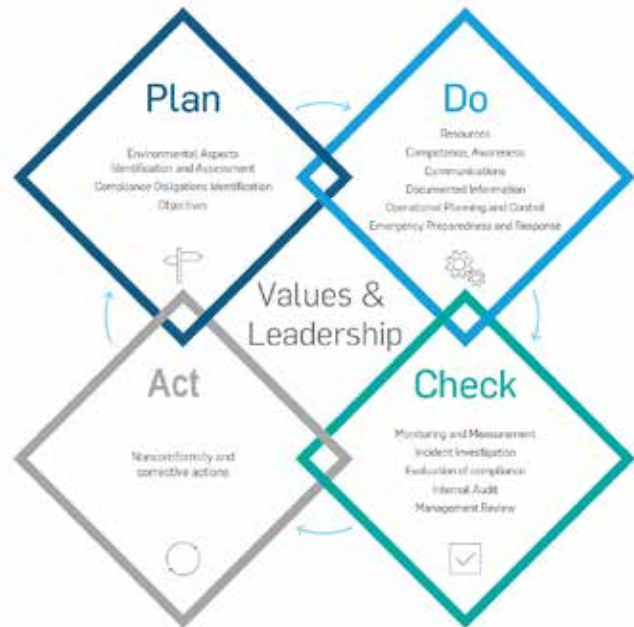 Plan
Environmental Aspects
Identification and Assessment
Compliance Obligations Identification
Objectives
Do
Resources
Competence, Awareness
Communications
Documented Information
Operational Planning and Control
Emergency Preparedness and Response
Values &
Leadership
Act
Nonconformity and
corrective actions
Check
Monitoring and Measurement
Incident Investigation
Evaluation of compliance
Internal Audit
Management Review